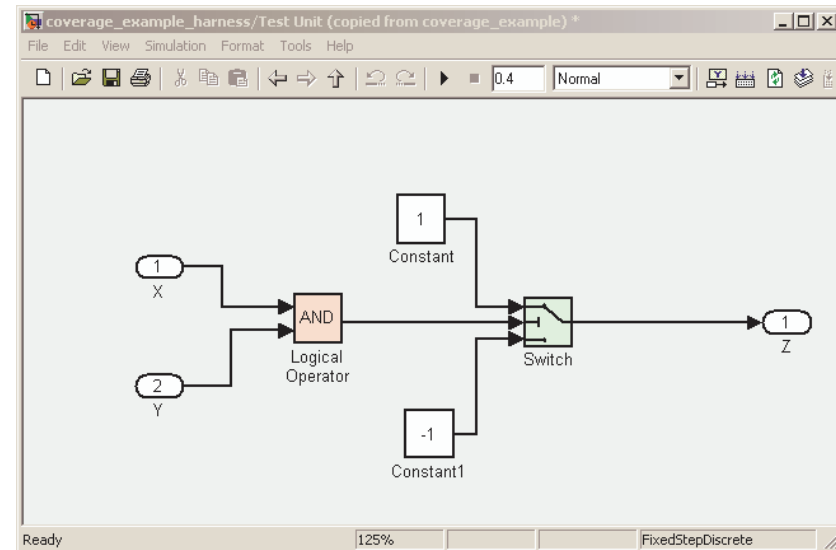 coverage_example_harness/Test Unit (copied from coverage_example) *
File Edit View Simulation Format Tools Help
0.4 Normal
1
Constant
1
X
AND
Logical
Operator
Switch
1
Z
2
Y
-1
Constant1
Ready 125% FixedStepDiscrete